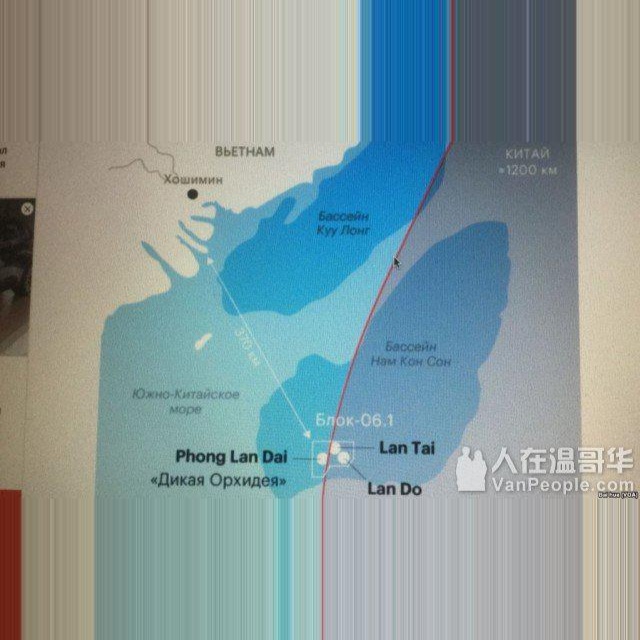 ВЬЕТНАМ
КИТАЙ
≈1200 км
Хошимин
Бассейн
Куу Лонг
370 км
Бассейн
Нам Кон Сон
Южно-Китайское
море
Блок-06.1
Phong Lan Dai
«Дикая Орхидея»
Lan Tai
Lan Do
人在温哥华
VanPeople.com